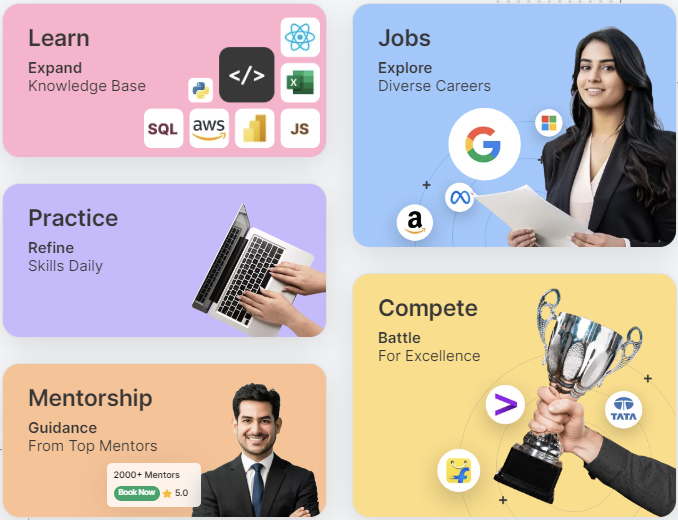 Learn
Expand
Knowledge Base
</>
SQL
aws
JS
Practice
Refine
Skills Daily
Mentorship
Guidance
From Top Mentors
2000+ Mentors
Book Now
5.0
Jobs
Explore
Diverse Careers
G
a
Compete
Battle
For Excellence
>
TATA
f